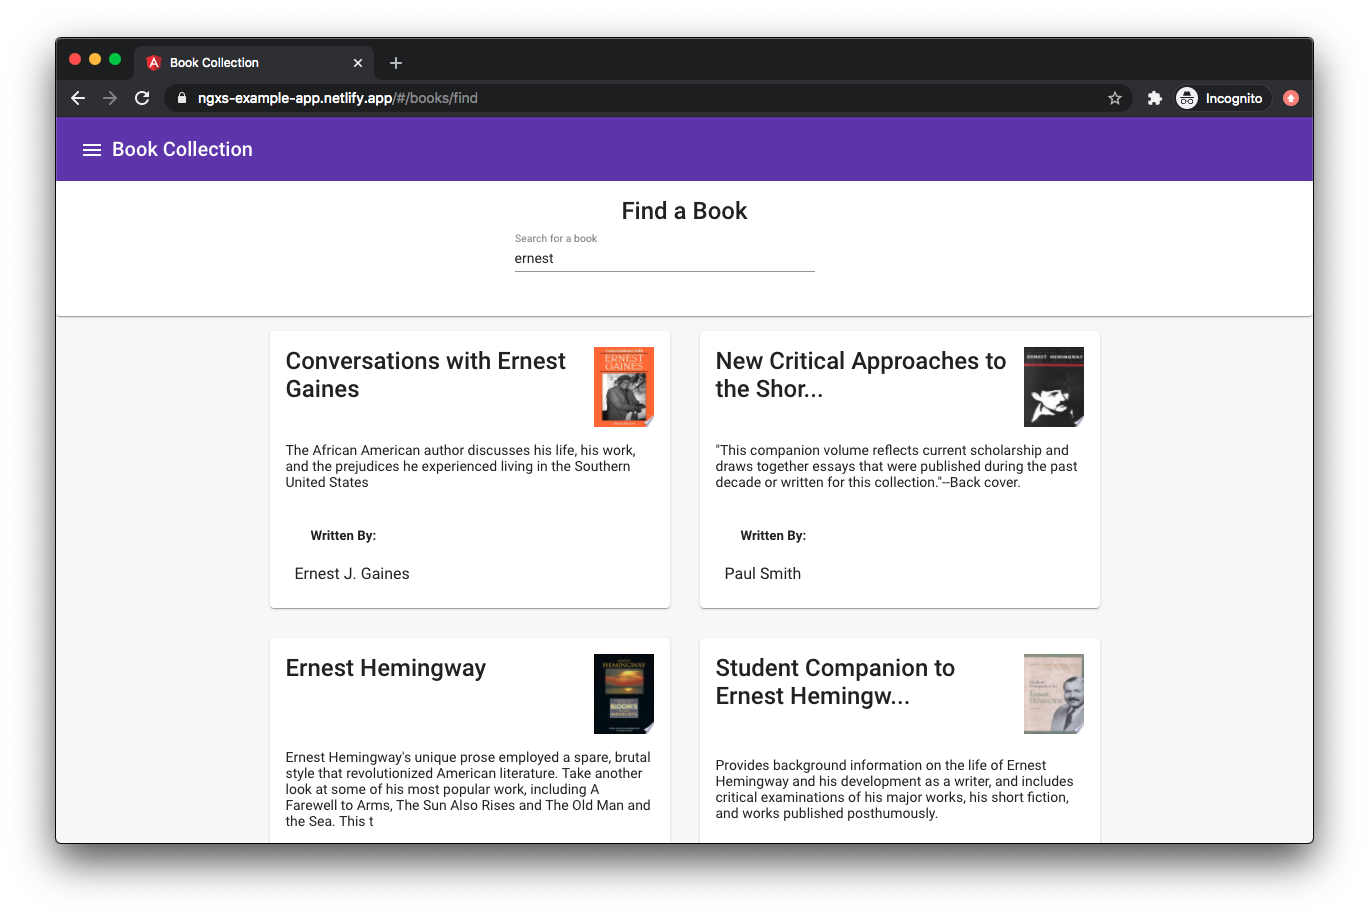 Book Collection
ngxs-example-app.netlify.app/#/books/find
Incognito
Book Collection
Find a Book
Search for a book
ernest
Conversations with Ernest
Gaines
ERNEST
GAINES
The African American author discusses his life, his work,
and the prejudices he experienced living in the Southern
United States
Written By:
Ernest J. Gaines
New Critical Approaches to
the Shor...
ERNEST HEMINGWAY
"This companion volume reflects current scholarship and
draws together essays that were published during the past
decade or written for this collection."--Back cover.
Written By:
Paul Smith
Ernest Hemingway
HEMINGWAY
BLOOM'S
Ernest Hemingway's unique prose employed a spare, brutal
style that revolutionized American literature. Take another
look at some of his most popular work, including A
Farewell to Arms, The Sun Also Rises and The Old Man and
the Sea. This t
Student Companion to
Ernest Hemingw...
Student
Companion to
Ernest
HEMINGWAY
Provides background information on the life of Ernest
Hemingway and his development as a writer, and includes
critical examinations of his major works, his short fiction,
and works published posthumously.